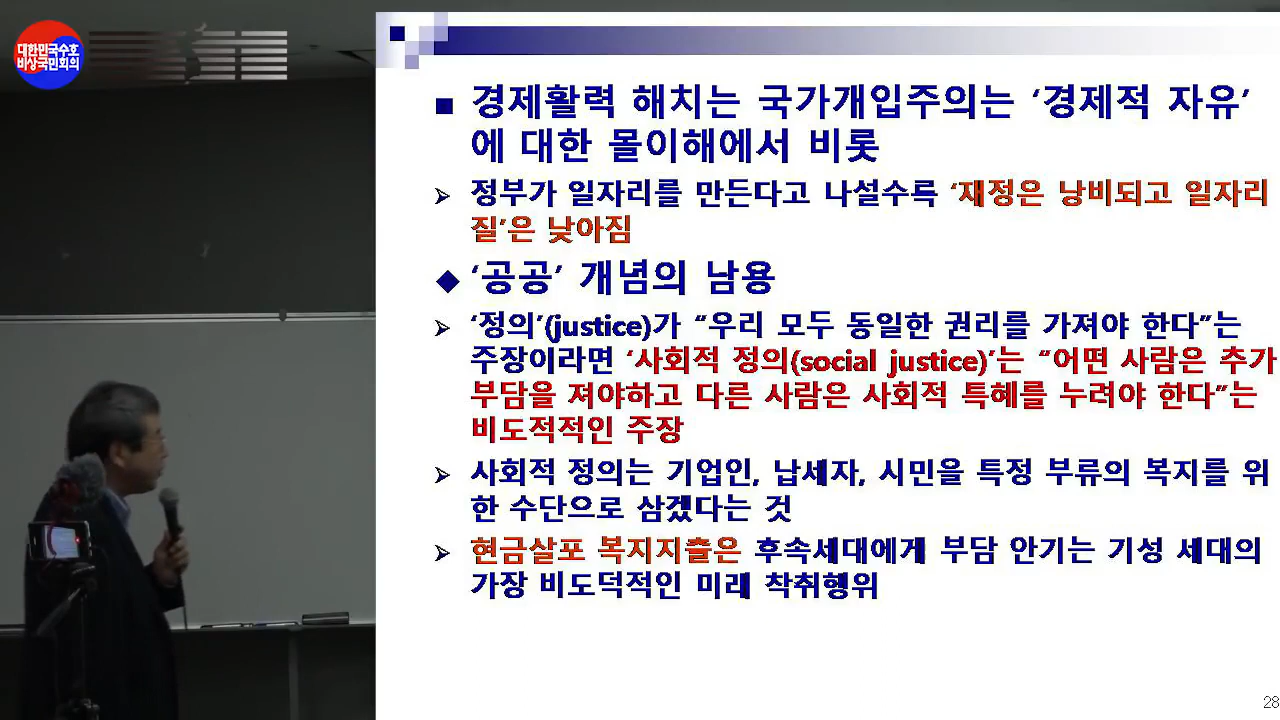 대한민국수호
비상국민회의
경제활력 해치는 국가개입주의는 ‘경제적 자유’
에 대한 몰이해에서 비롯
정부가 일자리를 만든다고 나설수록 ‘재정은 낭비되고 일자리
질’은 낮아짐
‘공공’ 개념의 남용
‘정의’(justice)가 “우리 모두 동일한 권리를 가져야 한다”는
주장이라면 ‘사회적 정의(social justice)’는 “어떤 사람은 추가
부담을 져야하고 다른 사람은 사회적 특혜를 누려야 한다”는
비도적적인 주장
사회적 정의는 기업인, 납세자, 시민을 특정 부류의 복지를 위
한 수단으로 삼겠다는 것
현금살포 복지지출은 후속세대에게 부담 안기는 기성 세대의
가장 비도덕적인 미래 착취행위
28